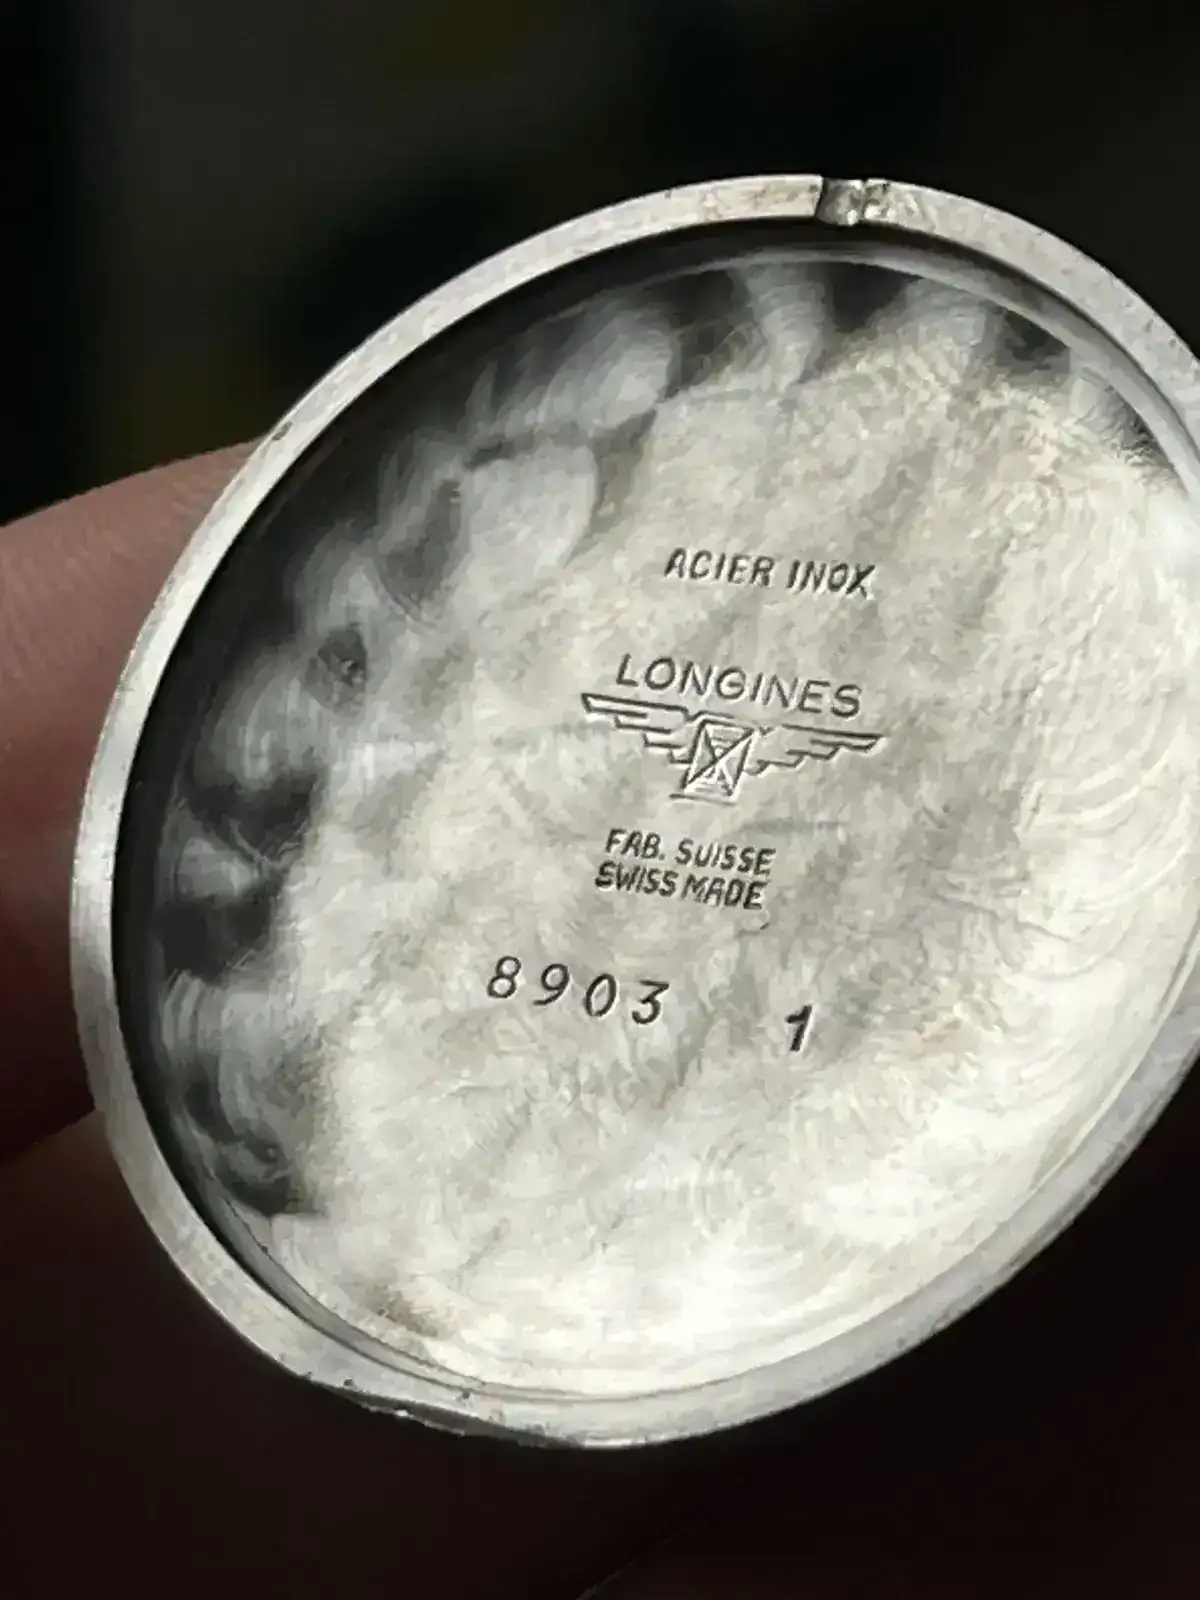 ACIER INOX
LONGINES
FAB. SUISSE
SWISS MADE
8903 1